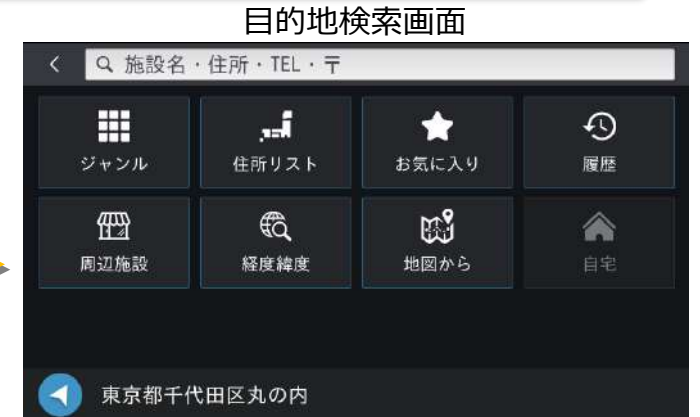 目的地検索画面
施設名・住所・TEL・〒
ジャンル 住所リスト お気に入り 履歴
周辺施設 経度緯度 地図から 自宅
東京都千代田区丸の内